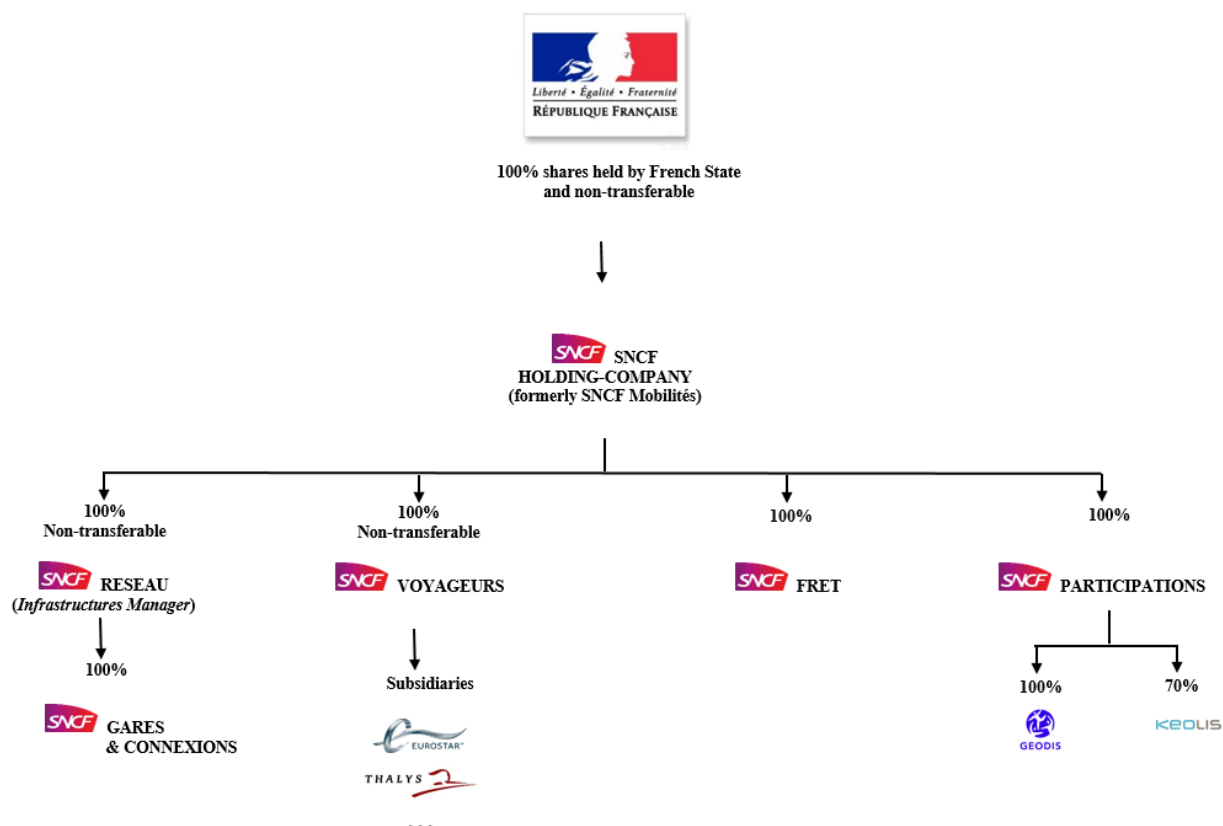 Liberté • Égalité • Fraternité
RÉPUBLIQUE FRANÇAISE
100% shares held by French State
and non-transferable
SNCF SNCF
HOLDING-COMPANY
(formerly SNCF Mobilités)
100%
Non-transferable
100%
Non-transferable
100%
100%
SNCF RESEAU
(Infrastructures Manager)
SNCF VOYAGEURS
SNCF FRET
SNCF PARTICIPATIONS
100%
Subsidiaries
100%
70%
SNCF GARES
& CONNEXIONS
EUROSTAR™
THALYS
GEODIS
KEOLIS